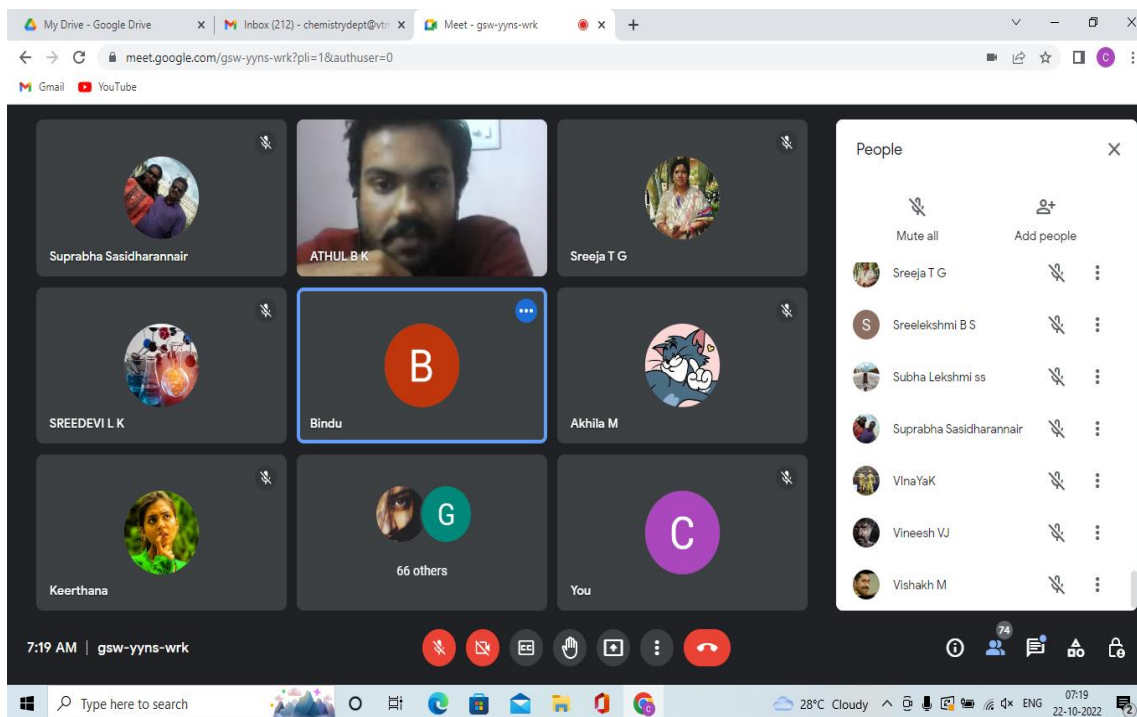 My Drive - Google Drive
Inbox (212) - chemistrydept@vtn
Meet - gsw-yyns-wrk
meet.google.com/gsw-yyns-wrk?pli=1&authuser=0
C
Gmail
YouTube
Suprabha Sasidharannair
ATHUL B K
Sreeja T G
SREEDEVI L K
B
Bindu
Akhila M
Keerthana
G
66 others
C
You
People
Mute all
Add people
Sreeja T G
S
Sreelekshmi B S
Subha Lekshmi ss
Suprabha Sasidharannair
VInaYaK
Vineesh VJ
Vishakh M
7:19 AM | gsw-yyns-wrk
CC
74
Type here to search
C
28°C Cloudy
ENG
07:19
22-10-2022
2